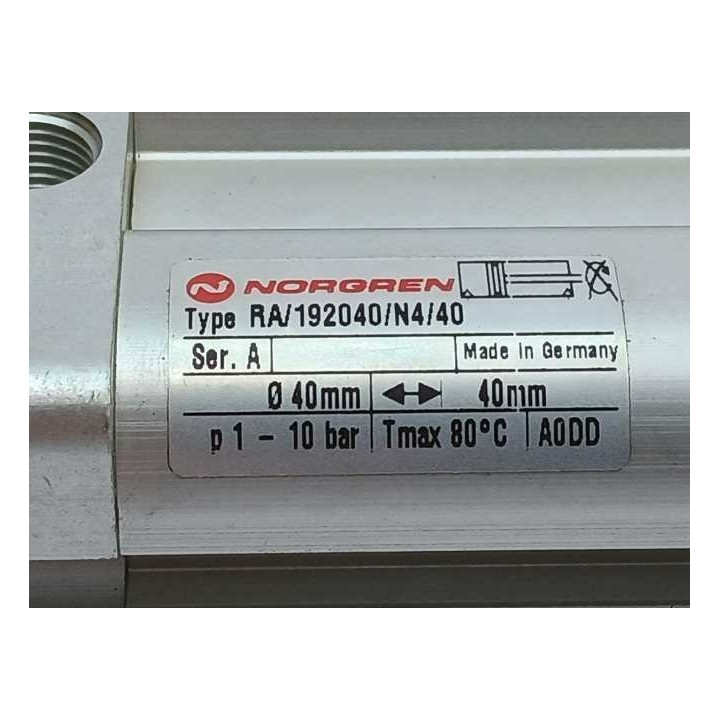 NORGREN
Type RA/192040/N4/40
Ser. A Made in Germany
Ø 40mm 40mm
p 1 - 10 bar Tmax 80°C A0DD